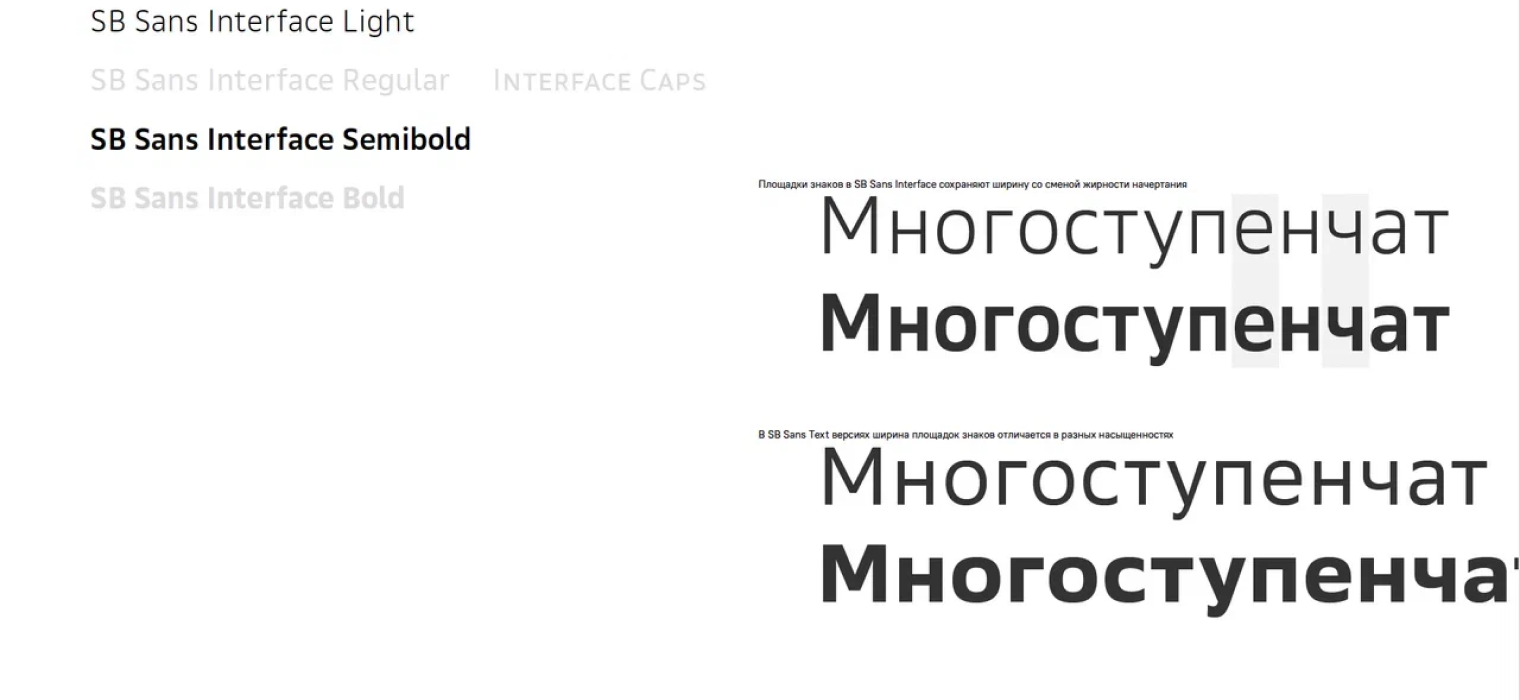 SB Sans Interface Light
SB Sans Interface Regular Interface Caps
SB Sans Interface Semibold
SB Sans Interface Bold
Площадки знаков в SB Sans Interface сохраняют ширину со сменой жирности начертания
Многоступенчат
Многоступенчат
В SB Sans Text версиях ширина площадок знаков отличается в разных насыщенностях
Многоступенчат
Многоступенчат